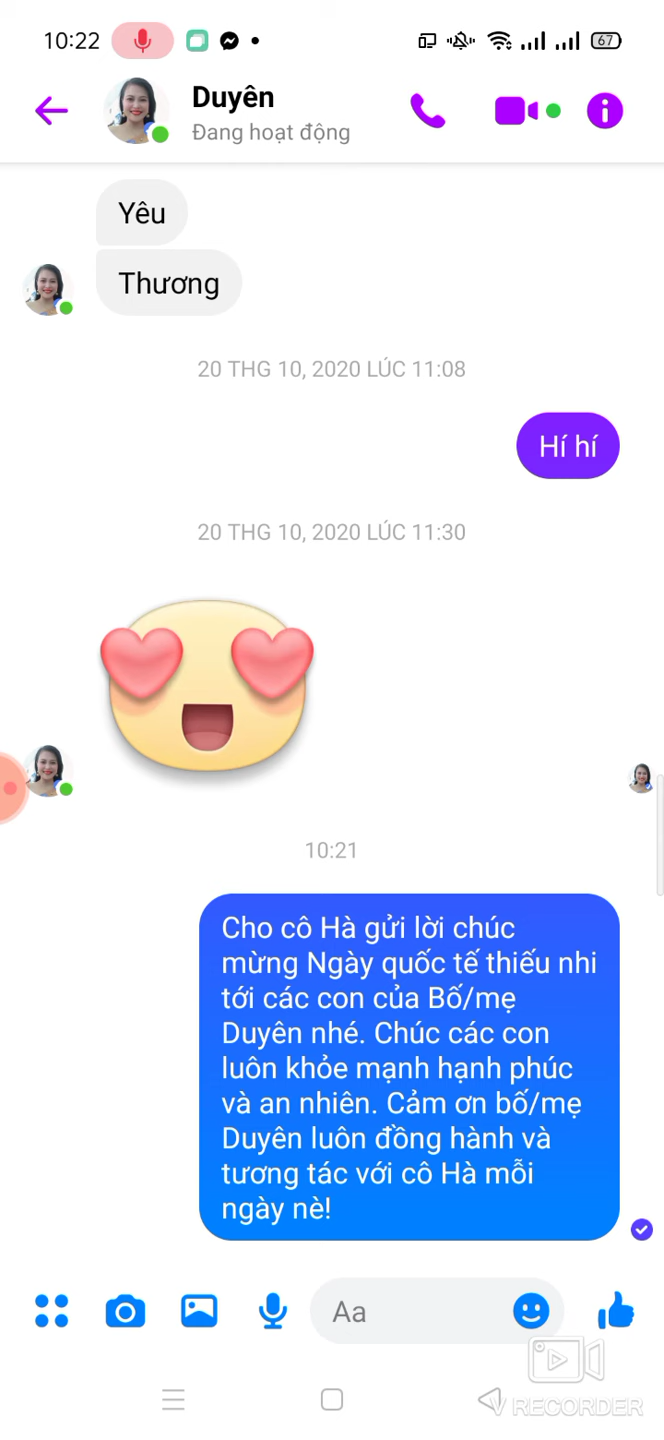 10:22
67
Duyên
Đang hoạt động
Yêu
Thương
20 THG 10, 2020 LÚC 11:08
Hí hí
20 THG 10, 2020 LÚC 11:30
10:21
Cho cô Hà gửi lời chúc
mừng Ngày quốc tế thiếu nhi
tới các con của Bố/mẹ
Duyên nhé. Chúc các con
luôn khỏe mạnh hạnh phúc
và an nhiên. Cảm ơn bố/mẹ
Duyên luôn đồng hành và
tương tác với cô Hà mỗi
ngày nè!
Aa
V RECORDER